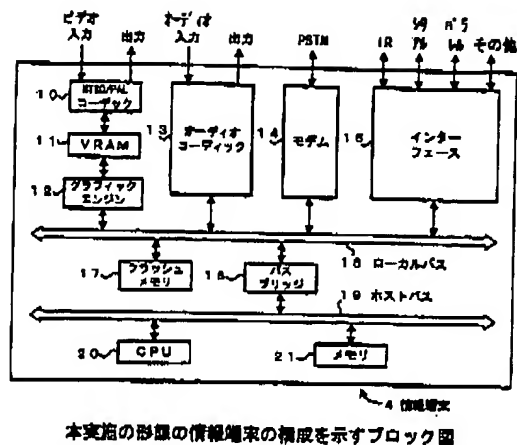 ビデオ
入力
出力
オーディオ
入力
出力
PSTN
IR
シリアル
パラレル
その他
10
NTSC/PAL
コーデック
11
VRAM
12
グラフィック
エンジン
13
オーディオ
コーディック
14
モデム
15
インター
フェース
18 ローカルバス
17
フラッシュ
メモリ
16
バス
ブリッジ
19 ホストバス
20
CPU
21
メモリ
4 情報端末
本実施の形態の情報端末の構成を示すブロック図